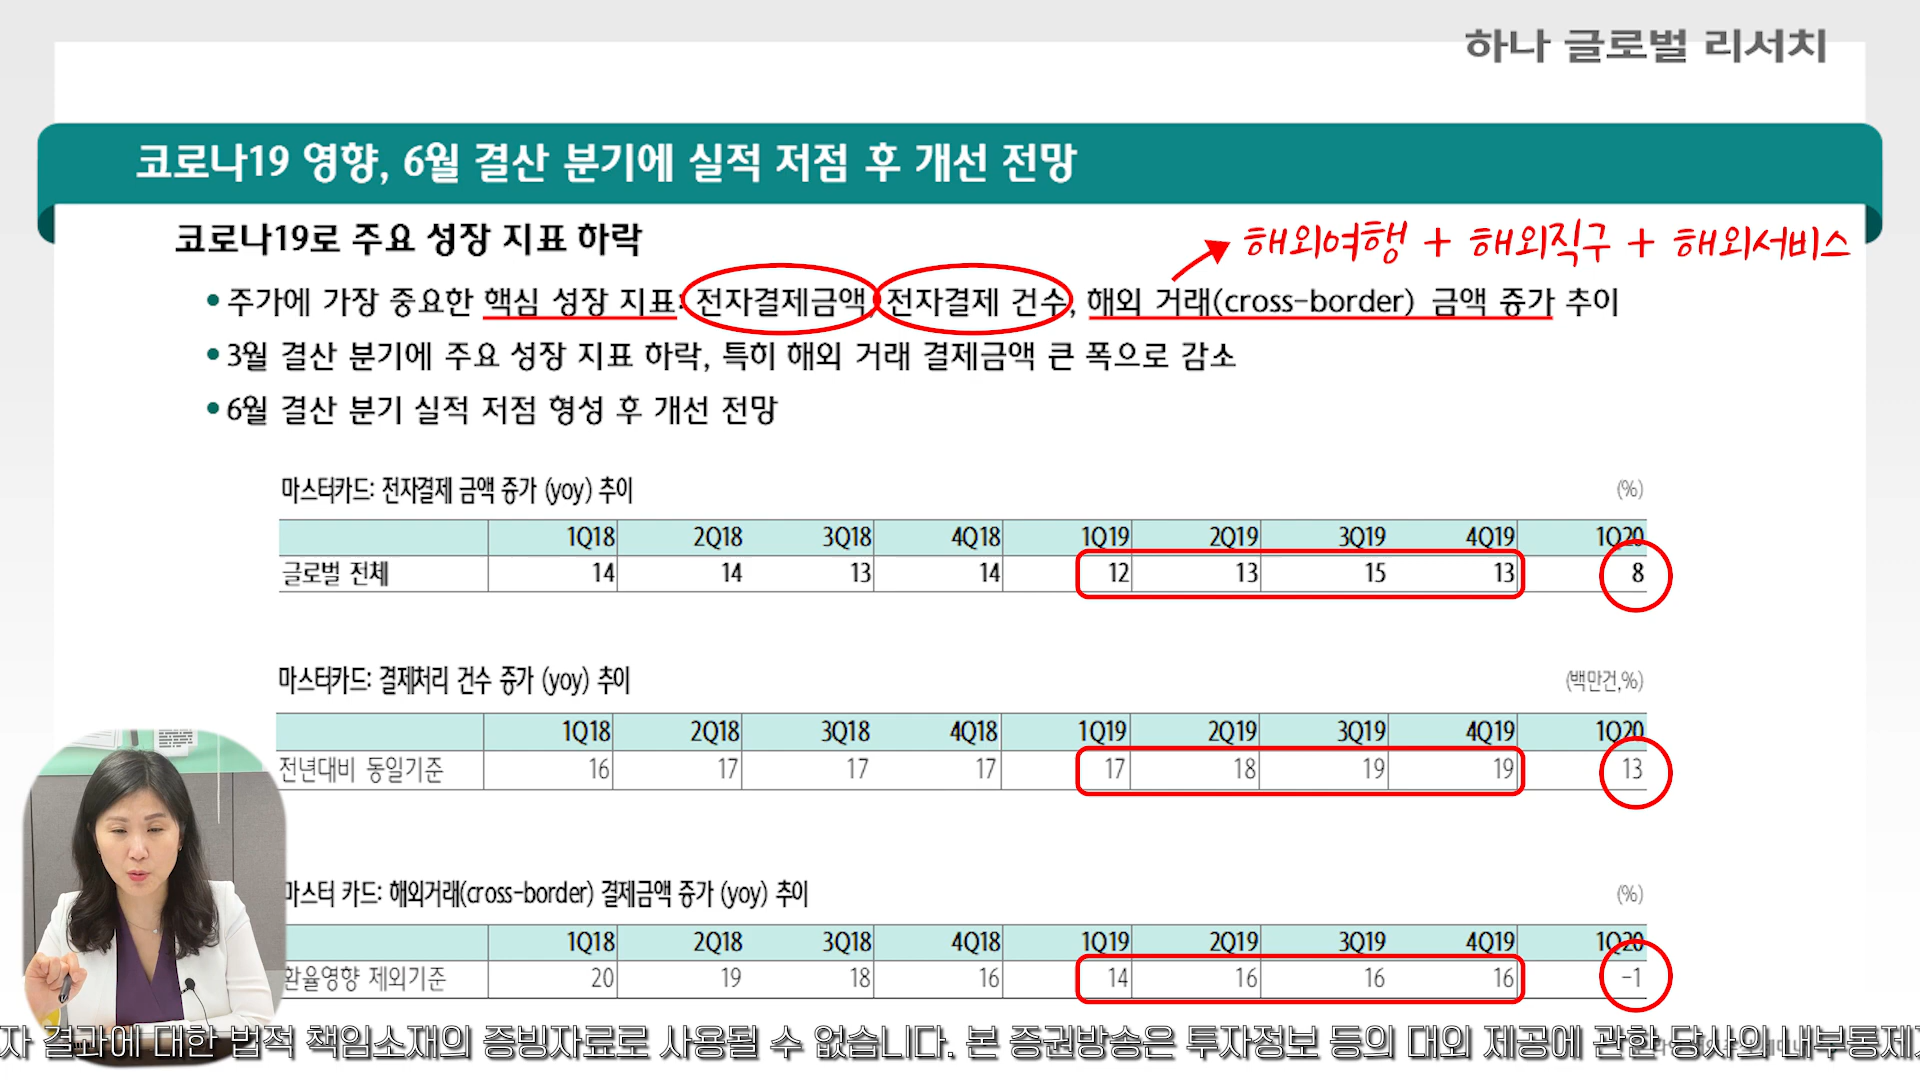 하나 글로벌 리서치
코로나19 영향, 6월 결산 분기에 실적 저점 후 개선 전망
코로나19로 주요 성장 지표 하락
해외여행 + 해외직구 + 해외서비스
• 주가에 가장 중요한 핵심 성장 지표: 전자결제금액, 전자결제 건수, 해외 거래(cross-border) 금액 증가 추이
• 3월 결산 분기에 주요 성장 지표 하락, 특히 해외 거래 결제금액 큰 폭으로 감소
• 6월 결산 분기 실적 저점 형성 후 개선 전망
마스터카드: 전자결제 금액 증가 (yoy) 추이 (%)
1Q18 2Q18 3Q18 4Q18 1Q19 2Q19 3Q19 4Q19 1Q20
글로벌 전체 14 14 13 14 12 13 15 13 8
마스터카드: 결제처리 건수 증가 (yoy) 추이 (백만건,%)
1Q18 2Q18 3Q18 4Q18 1Q19 2Q19 3Q19 4Q19 1Q20
전년대비 동일기준 16 17 17 17 17 18 19 19 13
마스터 카드: 해외거래(cross-border) 결제금액 증가 (yoy) 추이 (%)
1Q18 2Q18 3Q18 4Q18 1Q19 2Q19 3Q19 4Q19 1Q20
환율영향 제외기준 20 19 18 16 14 16 16 16 -1
자 결과에 대한 법적 책임소재의 증빙자료로 사용될 수 없습니다. 본 증권방송은 투자정보 등의 대외 제공에 관한 당사의 내부통제